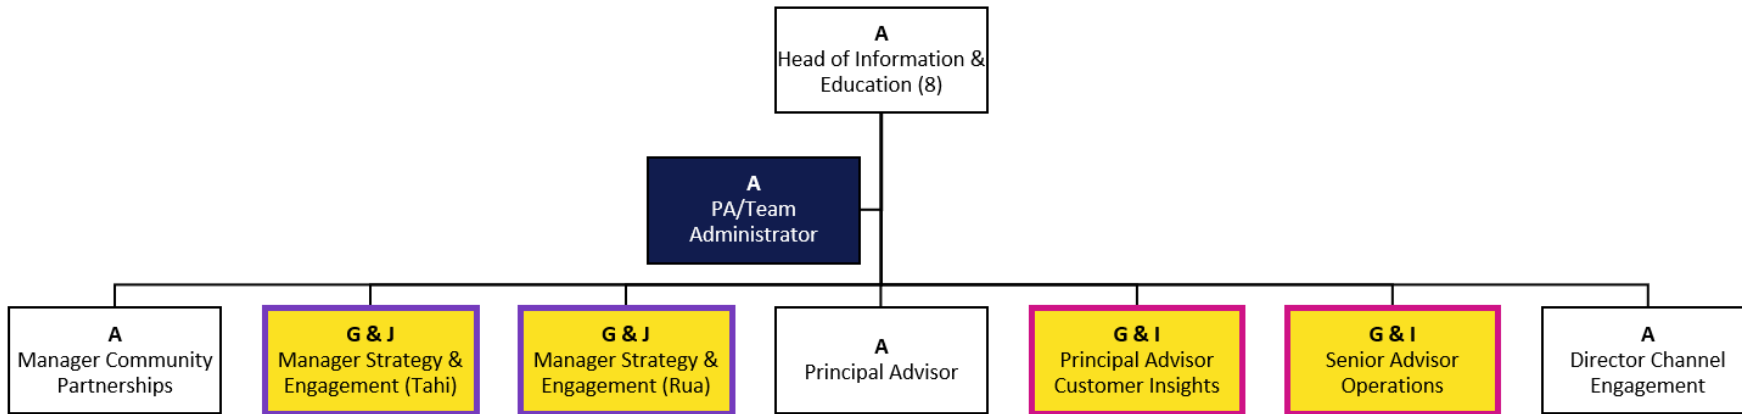 A
Head of Information &
Education (8)
A
PA/Team
Administrator
A
Manager Community
Partnerships
G & J
Manager Strategy &
Engagement (Tahi)
G & J
Manager Strategy &
Engagement (Rua)
A
Principal Advisor
G & I
Principal Advisor
Customer Insights
G & I
Senior Advisor
Operations
A
Director Channel
Engagement